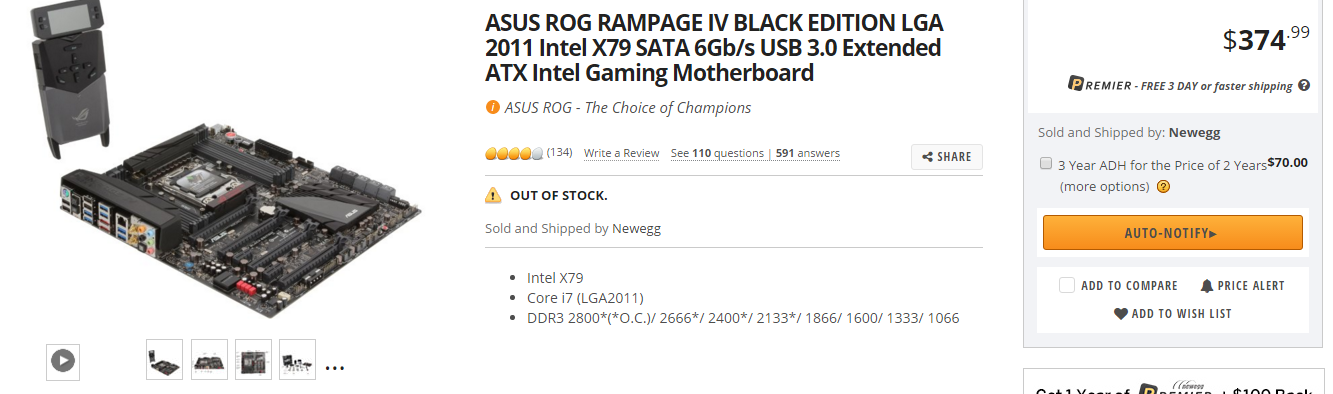 ASUS ROG RAMPAGE IV BLACK EDITION LGA
2011 Intel X79 SATA 6Gb/s USB 3.0 Extended
ATX Intel Gaming Motherboard
ASUS ROG - The Choice of Champions
(134) Write a Review See 110 questions | 591 answers
SHARE
OUT OF STOCK.
Sold and Shipped by Newegg
• Intel X79
• Core i7 (LGA2011)
• DDR3 2800*(*O.C.)/ 2666*/ 2400*/ 2133*/ 1866/ 1600/ 1333/ 1066
...
$374.99
PREMIER - FREE 3 DAY or faster shipping ?
Sold and Shipped by: Newegg
3 Year ADH for the Price of 2 Years $70.00
(more options) ?
AUTO-NOTIFY▸
ADD TO COMPARE PRICE ALERT
ADD TO WISH LIST
newegg
Get 1 Year of PREMIER + $100 Back